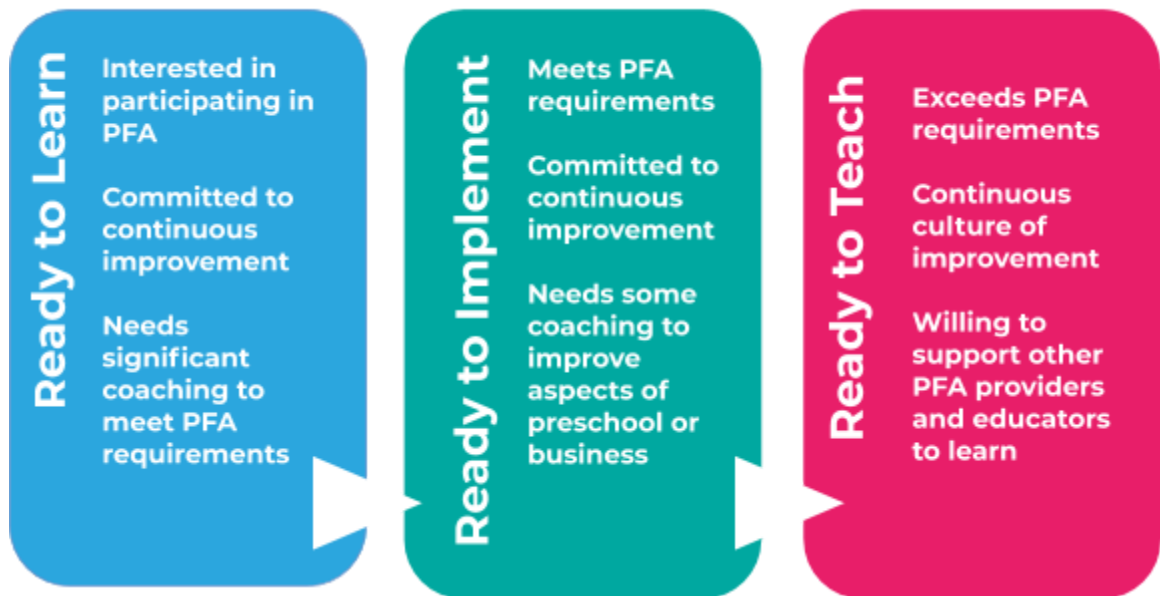 Ready to Learn
Interested in
participating in
PFA
Committed to
continuous
improvement
Needs
significant
coaching to
meet PFA
requirements
Ready to Implement
Meets PFA
requirements
Committed to
continuous
improvement
Needs some
coaching to
improve
aspects of
preschool or
business
Ready to Teach
Exceeds PFA
requirements
Continuous
culture of
improvement
Willing to
support other
PFA providers
and educators
to learn